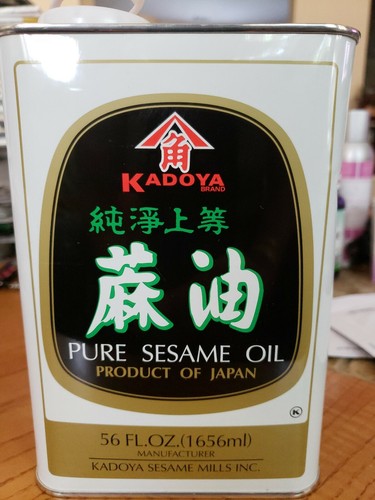 角
KADOYA
BRAND
純淨上等
蔴油
PURE SESAME OIL
PRODUCT OF JAPAN
K
56 FL.OZ.(1656ml)
MANUFACTURER
KADOYA SESAME MILLS INC.